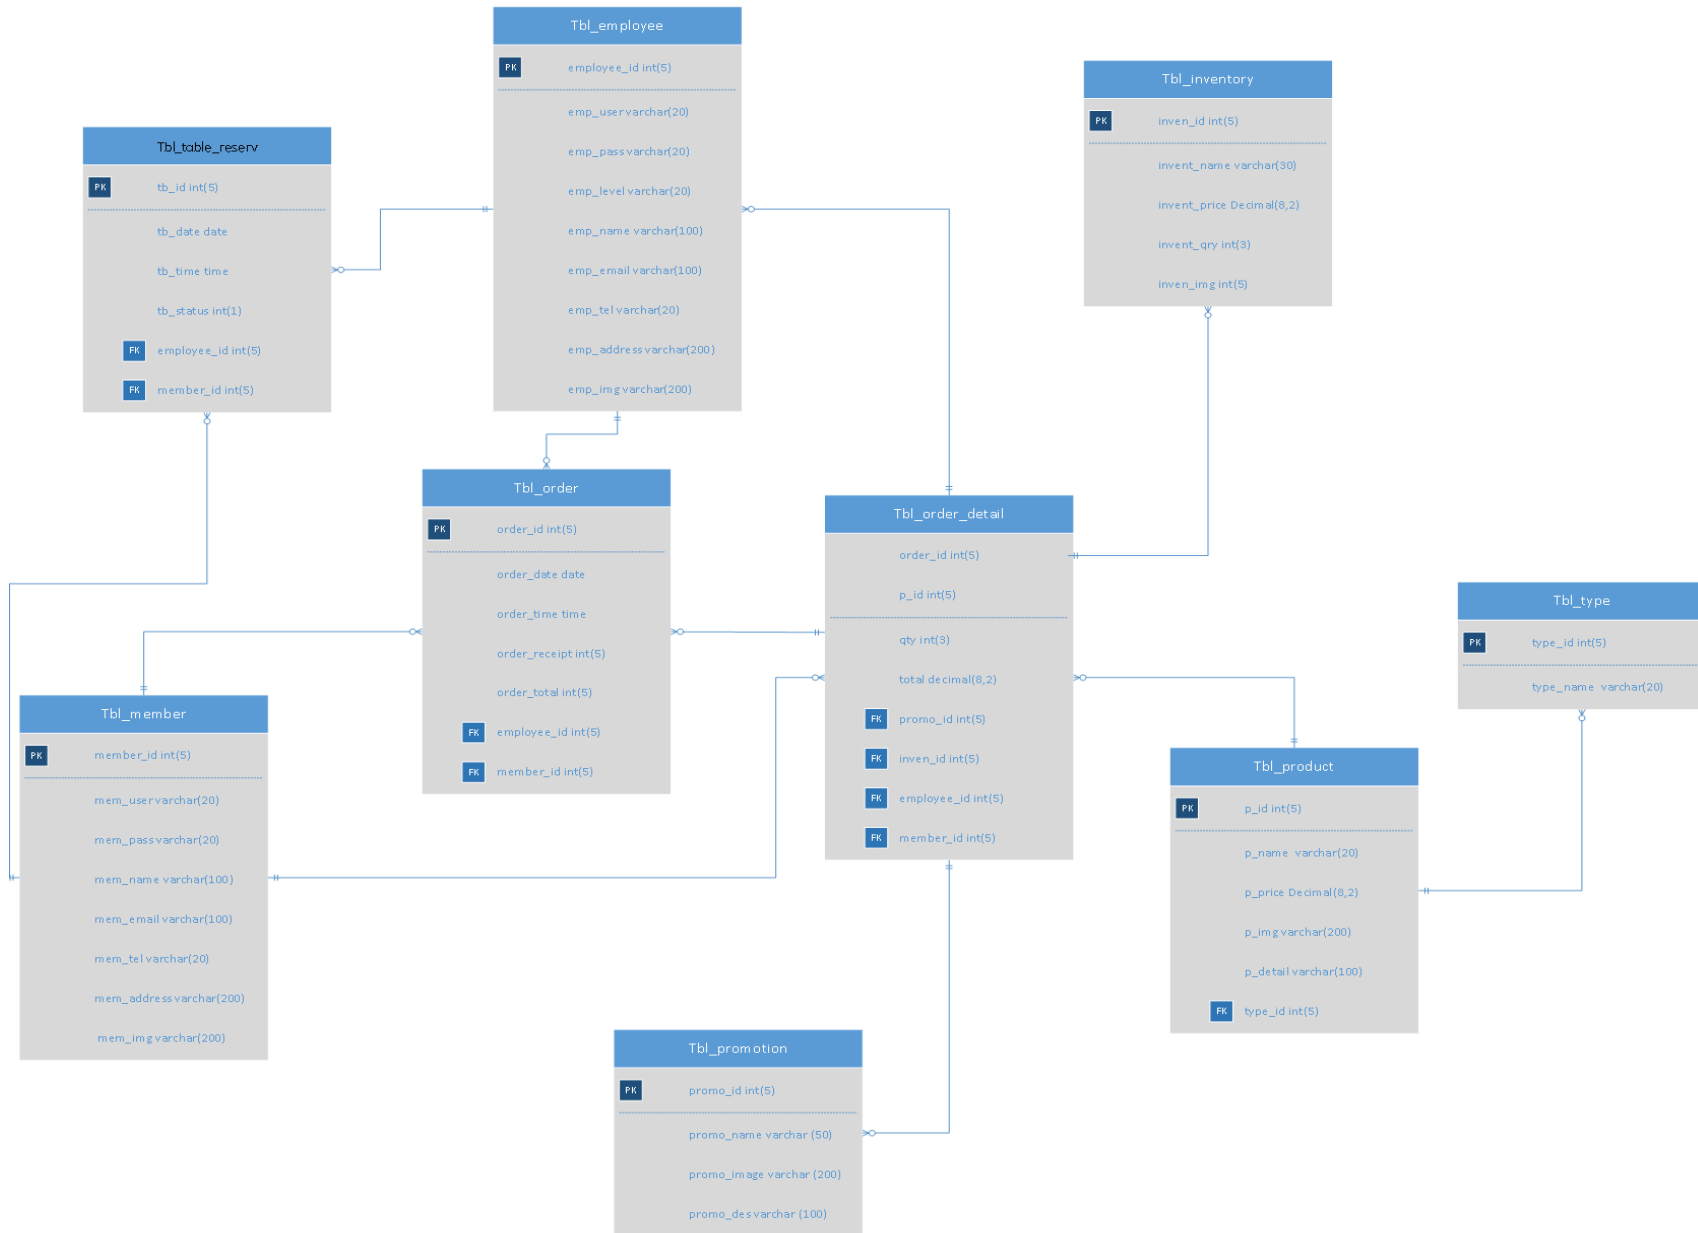 Tbl_employee
PK employee_id int(5)
emp_user varchar(20)
emp_pass varchar(20)
emp_level varchar(20)
emp_name varchar(100)
emp_email varchar(100)
emp_tel varchar(20)
emp_address varchar(200)
emp_img varchar(200)
Tbl_inventory
PK inven_id int(5)
invent_name varchar(30)
invent_price Decimal(8,2)
invent_qry int(3)
inven_img int(5)
Tbl_table_reserv
PK tb_id int(5)
tb_date date
tb_time time
tb_status int(1)
FK employee_id int(5)
FK member_id int(5)
Tbl_order
PK order_id int(5)
order_date date
order_time time
order_receipt int(5)
order_total int(5)
FK employee_id int(5)
FK member_id int(5)
Tbl_order_detail
order_id int(5)
p_id int(5)
qty int(3)
total decimal(8,2)
FK promo_id int(5)
FK inven_id int(5)
FK employee_id int(5)
FK member_id int(5)
Tbl_type
PK type_id int(5)
type_name varchar(20)
Tbl_member
PK member_id int(5)
mem_user varchar(20)
mem_pass varchar(20)
mem_name varchar(100)
mem_email varchar(100)
mem_tel varchar(20)
mem_address varchar(200)
mem_img varchar(200)
Tbl_product
PK p_id int(5)
p_name varchar(20)
p_price Decimal(8,2)
p_img varchar(200)
p_detail varchar(100)
FK type_id int(5)
Tbl_promotion
PK promo_id int(5)
promo_name varchar (50)
promo_image varchar (200)
promo_des varchar (100)